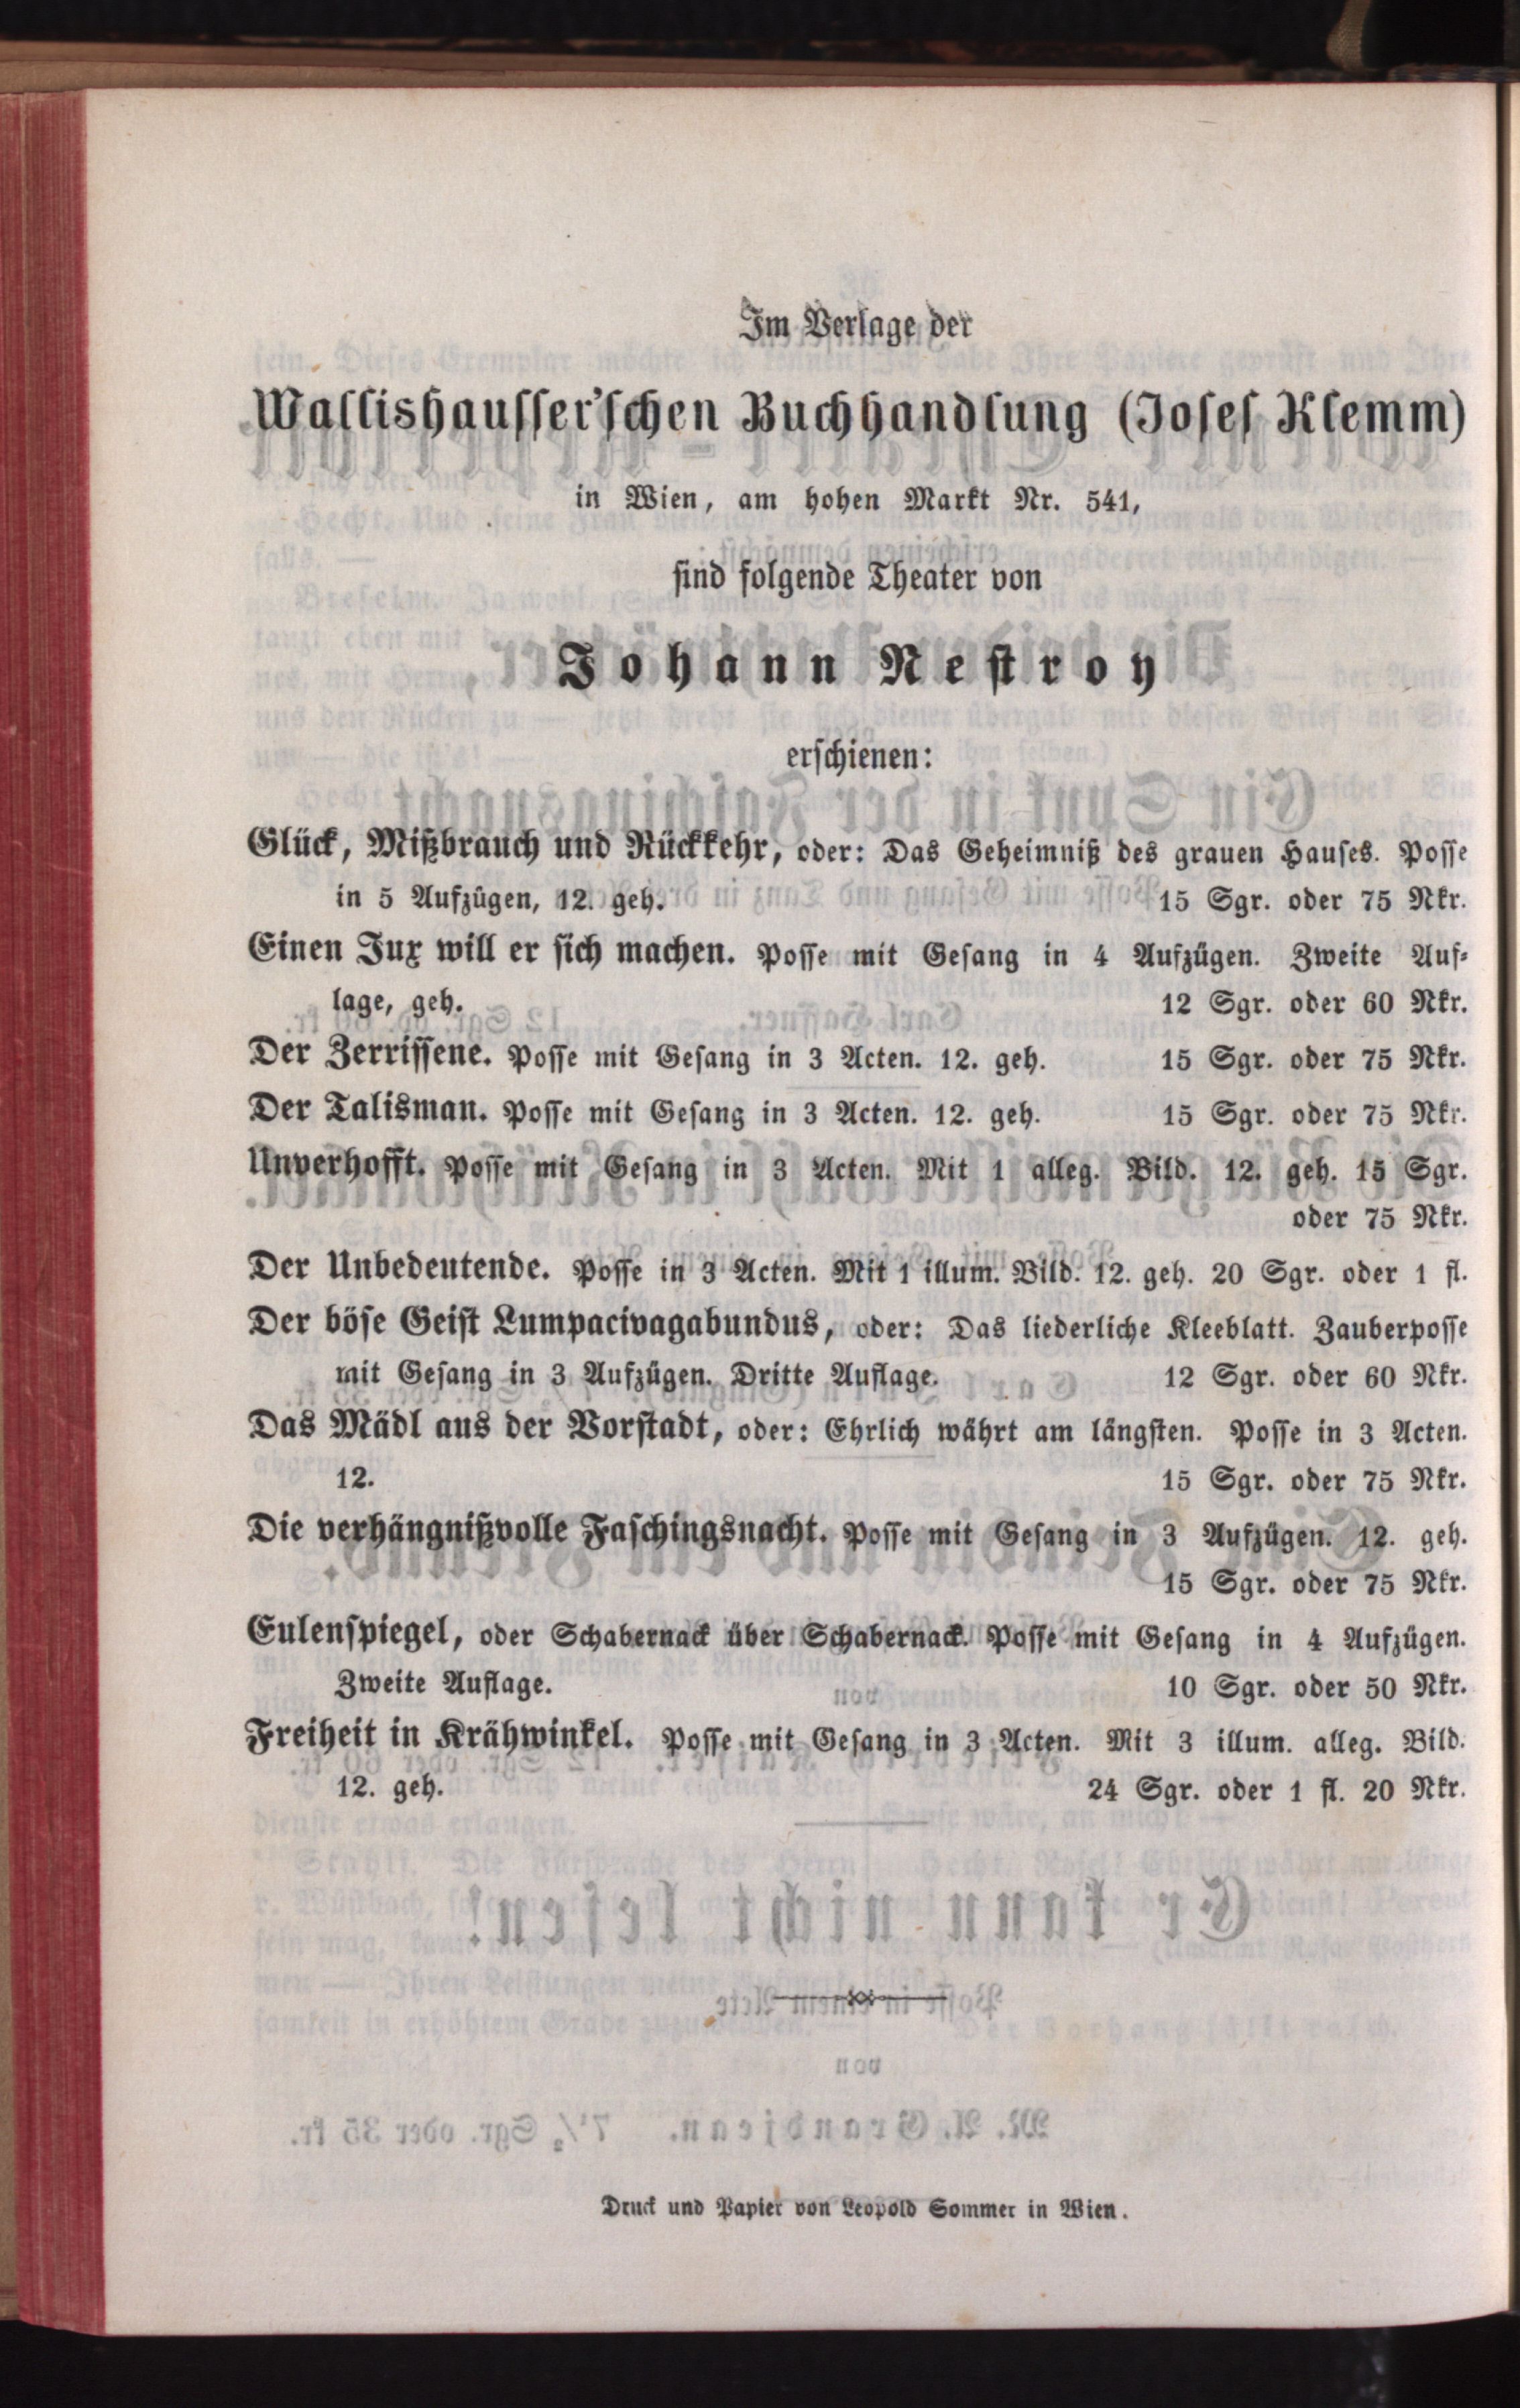 Im Verlage der
Wallishausser'schen Buchhandlung (Josef Klemm)
in Wien, am hohen Markt Nr. 541,
sind folgende Theater von
Johann Nestroy
erschienen:
Glück, Mißbrauch und Rückkehr, oder: Das Geheimniß des grauen Hauses. Posse
in 5 Aufzügen, 12. geh. 15 Sgr. oder 75 Nkr.
Einen Jux will er sich machen. Posse mit Gesang in 4 Aufzügen. Zweite Auf-
lage, geh. 12 Sgr. oder 60 Nkr.
Der Zerrissene. Posse mit Gesang in 3 Acten. 12. geh. 15 Sgr. oder 75 Nkr.
Der Talisman. Posse mit Gesang in 3 Acten. 12. geh. 15 Sgr. oder 75 Nkr.
Unverhofft. Posse mit Gesang in 3 Acten. Mit 1 alleg. Bild. 12. geh. 15 Sgr.
oder 75 Nkr.
Der Unbedeutende. Posse in 3 Acten. Mit 1 illum. Bild. 12. geh. 20 Sgr. oder 1 fl.
Der böse Geist Lumpacivagabundus, oder: Das liederliche Kleeblatt. Zauberposse
mit Gesang in 3 Aufzügen. Dritte Auflage. 12 Sgr. oder 60 Nkr.
Das Mädl aus der Vorstadt, oder: Ehrlich währt am längsten. Posse in 3 Acten.
12. 15 Sgr. oder 75 Nkr.
Die verhängnißvolle Faschingsnacht. Posse mit Gesang in 3 Aufzügen. 12. geh.
15 Sgr. oder 75 Nkr.
Eulenspiegel, oder Schabernack über Schabernack. Posse mit Gesang in 4 Aufzügen.
Zweite Auflage. 10 Sgr. oder 50 Nkr.
Freiheit in Krähwinkel. Posse mit Gesang in 3 Acten. Mit 3 illum. alleg. Bild.
12. geh. 24 Sgr. oder 1 fl. 20 Nkr.
Druck und Papier von Leopold Sommer in Wien.